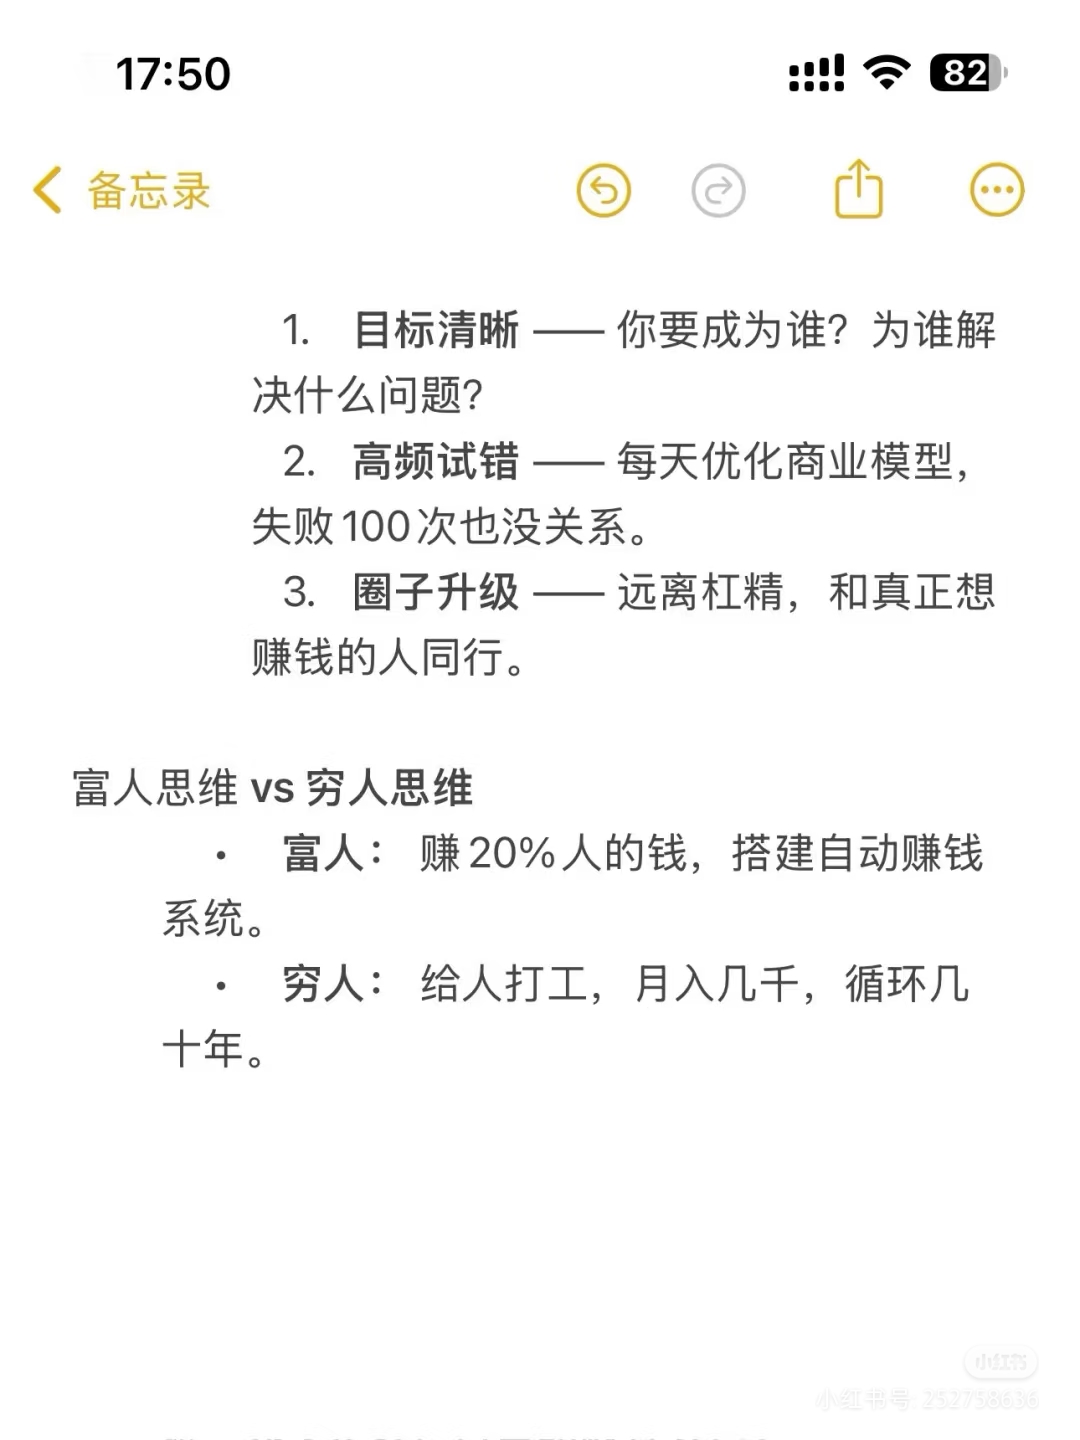 17:50
82
备忘录
1. 目标清晰 —— 你要成为谁？为谁解
决什么问题？
2. 高频试错 —— 每天优化商业模型，
失败100次也没关系。
3. 圈子升级 —— 远离杠精，和真正想
赚钱的人同行。
富人思维 vs 穷人思维
• 富人： 赚20%人的钱，搭建自动赚钱
系统。
• 穷人： 给人打工，月入几千，循环几
十年。
小红书
小红书号: 252758636